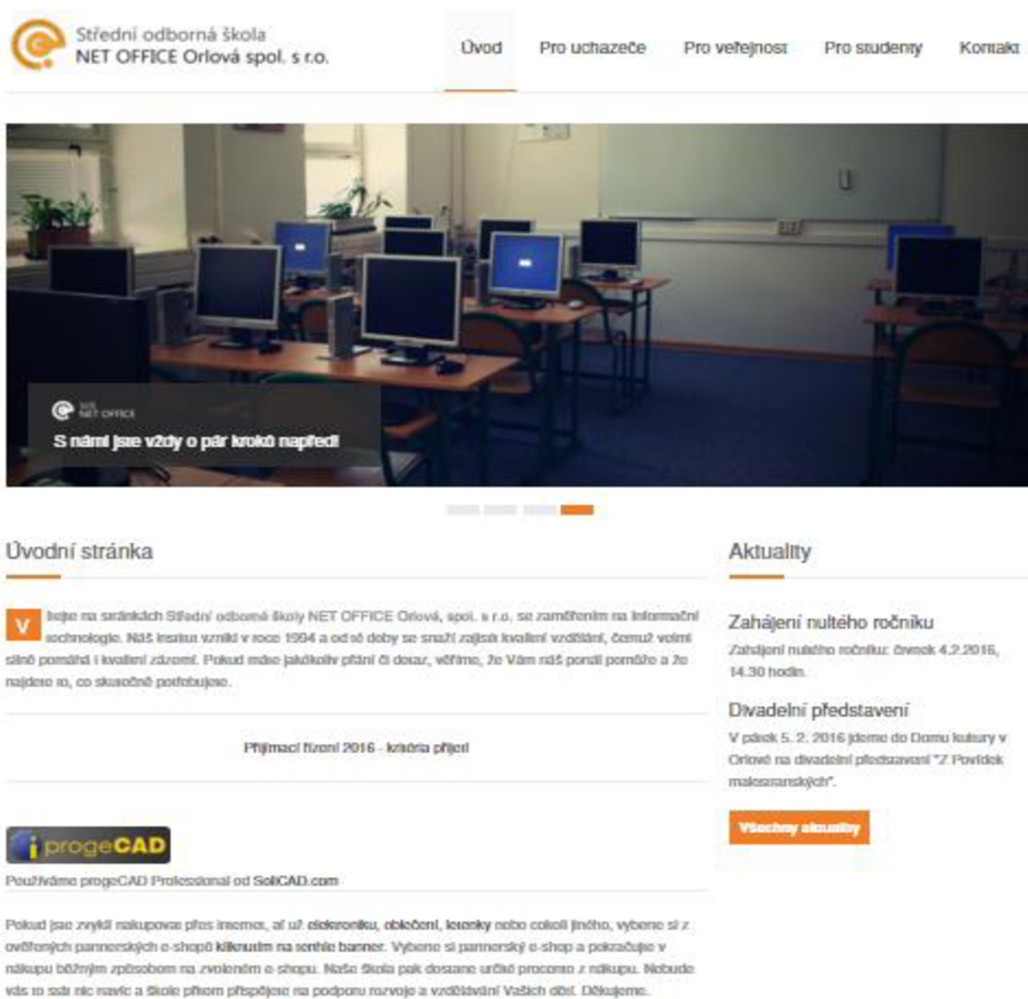 Střední odborná škola
NET OFFICE Orlová spol. s r.o.
Úvod Pro uchazeče Pro veřejnost Pro studenty Kontakt
NET OFFICE
S námi jste vždy o pár kroků napřed!
Úvodní stránka
Vítejte na stránkách Střední odborné školy NET OFFICE Orlová, spol. s r.o. se zaměřením na informační
technologie. Náš institut vznikl v roce 1994 a od té doby se snaží zajistit kvalitní vzdělání, čemuž velmi
silně pomáhá i kvalitní zázemí. Pokud máte jakékoliv přání či dotaz, věříme, že Vám náš portál pomůže a že
najdete to, co skutečně potřebujete.
Přijímací řízení 2016 - kritéria přijetí
progeCAD
Používáme progeCAD Professional od SoliCAD.com
Pokud jste zvyklí nakupovat přes internet, ať už elektroniku, oblečení, letenky nebo cokoli jiného, vyberte si z
ověřených partnerských e-shopů kliknutím na tenhle banner. Vyberte si partnerský e-shop a pokračujte v
nákupu běžným způsobem na zvoleném e-shopu. Naše škola pak dostane určité procento z nákupu. Nebude
vás to stát nic navíc a škole přitom přispějete na podporu rozvoje a vzdělávání Vašich dětí. Děkujeme.
Aktuality
Zahájení nultého ročníku
Zahájení nultého ročníku: čtvrtek 4.2.2016,
14.30 hodin.
Divadelní představení
V pátek 5. 2. 2016 jdeme do Domu kultury v
Orlové na divadelní představení "Z Povídek
malostranských".
Všechny aktuality